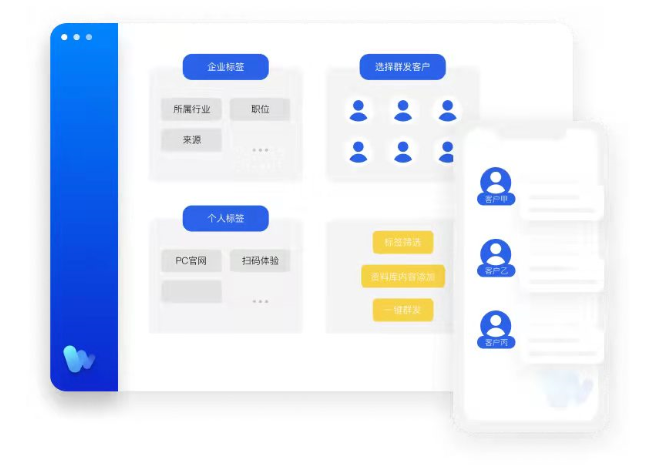 企业标签
所属行业
职位
来源
...
选择群发客户
个人标签
PC官网
扫码体验
...
标签筛选
资料库内容添加
一键群发
客户甲
客户乙
客户丙